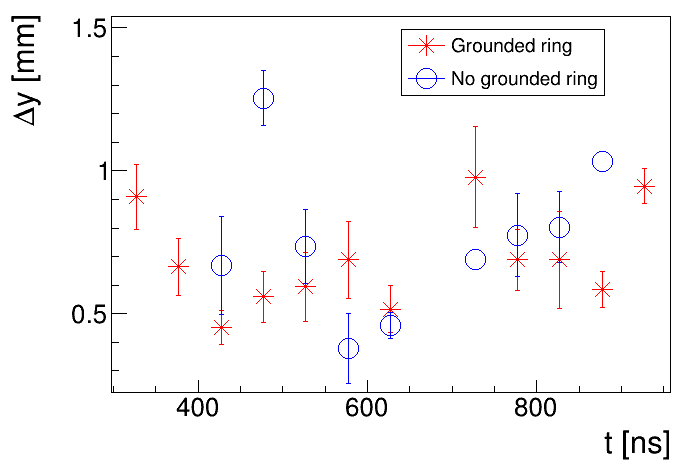 Δy [mm]
1.5
1
0.5
Grounded ring
No grounded ring
400
600
800
t [ns]